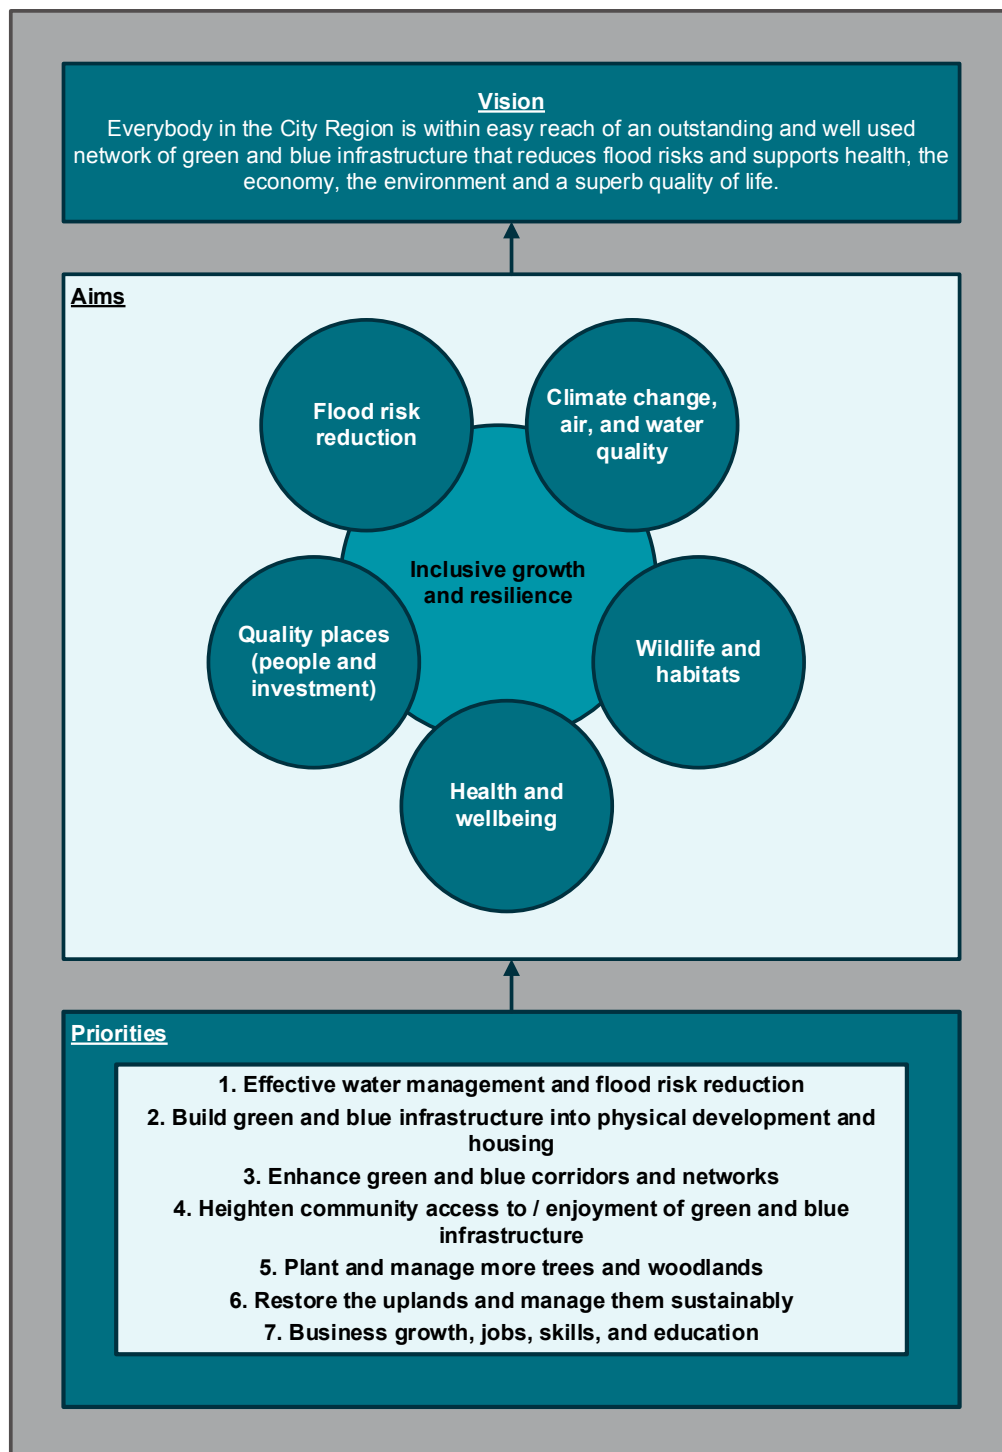 Vision
Everybody in the City Region is within easy reach of an outstanding and well used
network of green and blue infrastructure that reduces flood risks and supports health, the
economy, the environment and a superb quality of life.
Aims
Flood risk
reduction
Climate change,
air, and water
quality
Inclusive growth
and resilience
Quality places
(people and
investment)
Wildlife and
habitats
Health and
wellbeing
Priorities
1. Effective water management and flood risk reduction
2. Build green and blue infrastructure into physical development and
housing
3. Enhance green and blue corridors and networks
4. Heighten community access to / enjoyment of green and blue
infrastructure
5. Plant and manage more trees and woodlands
6. Restore the uplands and manage them sustainably
7. Business growth, jobs, skills, and education